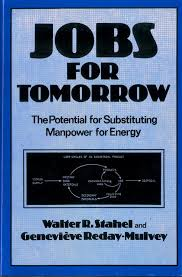 JOBS
FOR
TOMORROW
The Potential for Substituting
Manpower for Energy
Walter R. Stahel and
Geneviève Reday-Mulvey